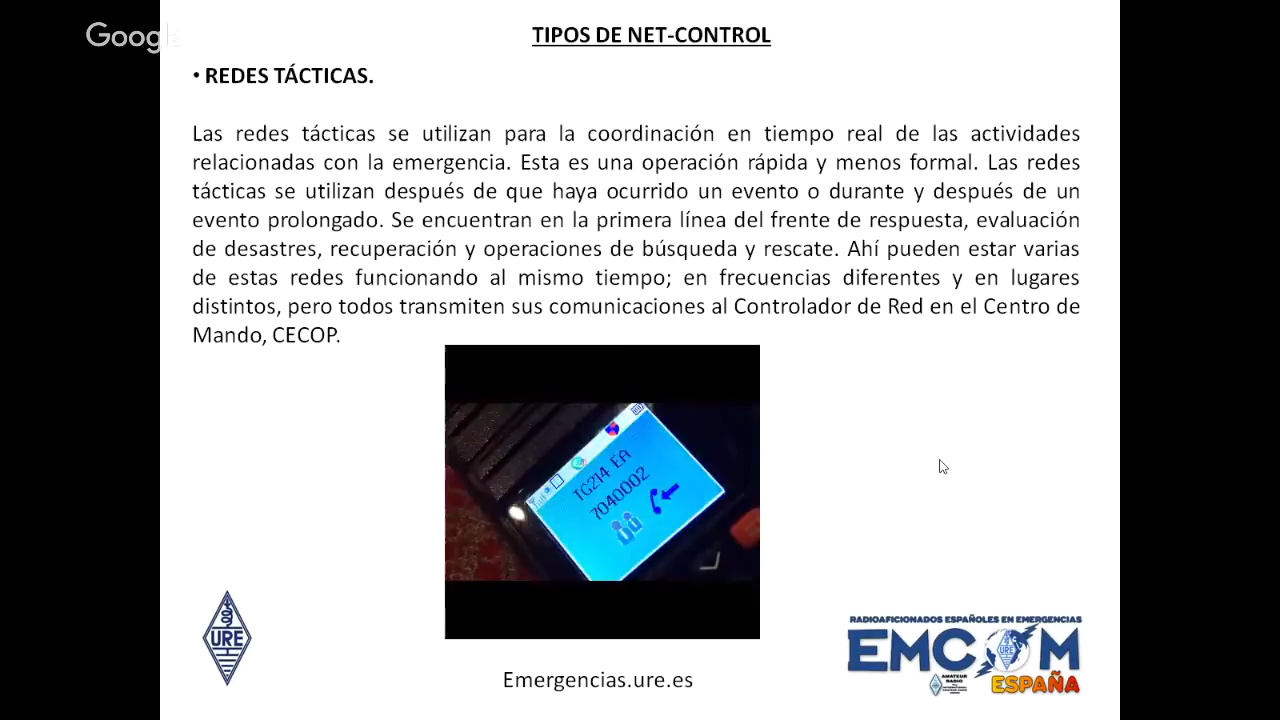 Google
TIPOS DE NET-CONTROL
• REDES TÁCTICAS.
Las redes tácticas se utilizan para la coordinación en tiempo real de las actividades
relacionadas con la emergencia. Esta es una operación rápida y menos formal. Las redes
tácticas se utilizan después de que haya ocurrido un evento o durante y después de un
evento prolongado. Se encuentran en la primera línea del frente de respuesta, evaluación
de desastres, recuperación y operaciones de búsqueda y rescate. Ahí pueden estar varias
de estas redes funcionando al mismo tiempo; en frecuencias diferentes y en lugares
distintos, pero todos transmiten sus comunicaciones al Controlador de Red en el Centro de
Mando, CECOP.
TG214 EA
7040002
URE
RADIOAFICIONADOS ESPAÑOLES EN EMERGENCIAS
EMCOM
URE
AMATEUR
RADIO
ESPAÑA
Emergencias.ure.es